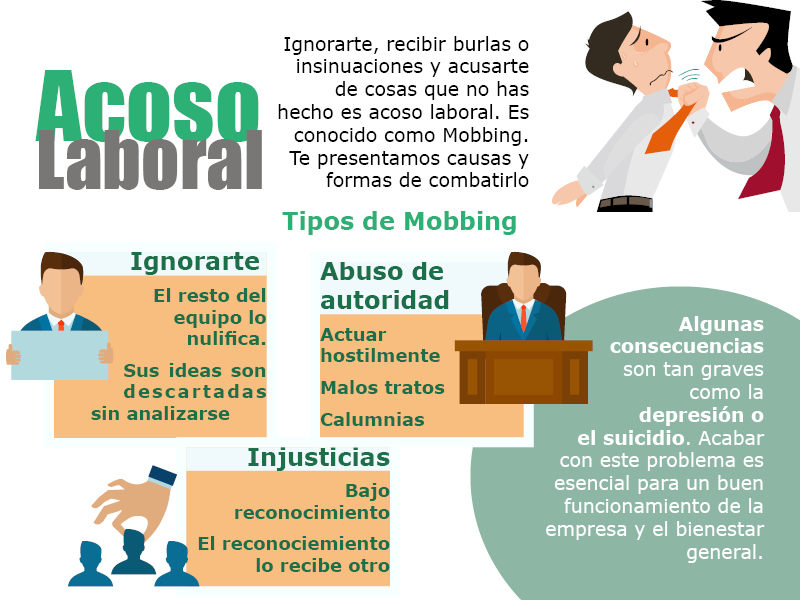 Acoso
Laboral
Ignorarte, recibir burlas o
insinuaciones y acusarte
de cosas que no has
hecho es acoso laboral. Es
conocido como Mobbing.
Te presentamos causas y
formas de combatirlo
Tipos de Mobbing
Ignorarte
El resto del
equipo lo
nulifica.
Sus ideas son
descartadas
sin analizarse
Abuso de
autoridad
Actuar
hostilmente
Malos tratos
Calumnias
Injusticias
Bajo
reconocimiento
El reconociemiento
lo recibe otro
Algunas
consecuencias
son tan graves
como la
depresión o
el suicidio. Acabar
con este problema es
esencial para un buen
funcionamiento de la
empresa y el bienestar
general.